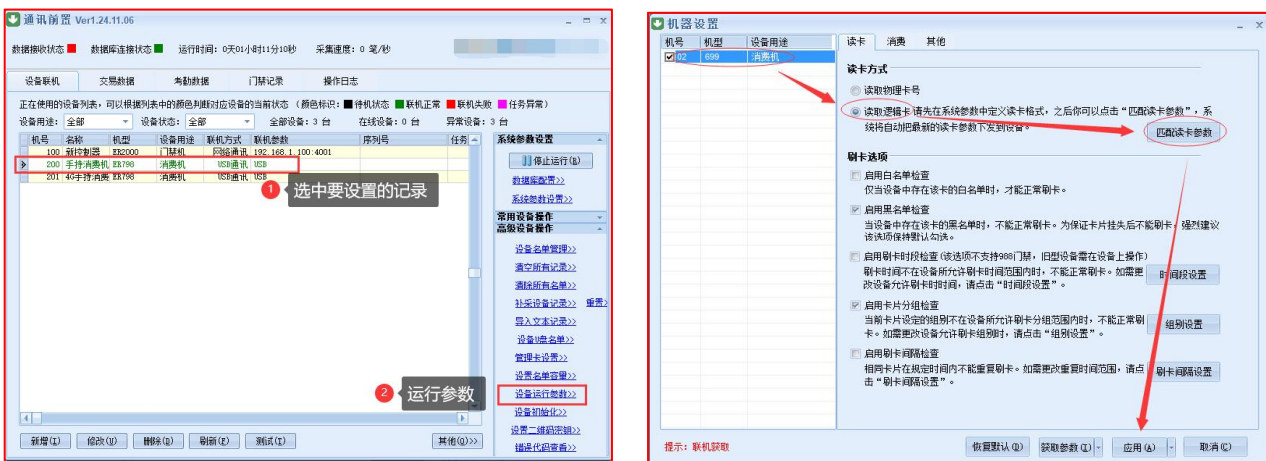 通讯前置 Ver1.24.11.06
数据接收状态 数据库连接状态 运行时间：0天01小时11分10秒 采集速度：0 笔/秒
设备联机 交易数据 考勤数据 门禁记录 操作日志
正在使用的设备列表，可以根据列表中的颜色判断对应设备的当前状态 （颜色标识：待机状态 联机正常 联机失败 任务异常）
设备用途：全部 设备状态：全部 全部设备：3 台 在线设备：0 台 异常设备：3 台
机号 名称 机型 设备用途 联机方式 联机参数 序列号 任务
100 新控制器 ER2000 门禁机 网络通讯 192.168.1.100:4001
200 手持消费机 ER798 消费机 USB通讯 USB
201 4G手持消费 ER798 消费机 USB通讯 USB
1 选中要设置的记录
系统参数设置
停止运行(R)
数据库配置>>
系统参数设置>>
常用设备操作
高级设备操作
设备名单管理>>
清空所有记录>>
清除所有名单>>
补采设备记录>> 重置>
导入文本记录>>
设备U盘名单>>
管理卡设置>>
设置名单容量>>
2 运行参数
设备运行参数>>
设备初始化>>
设置二维码密钥>>
错误代码查看>>
新增(I) 修改(U) 删除(D) 刷新(F) 测试(T) 其他(Q)>>
机器设置
机号 机型 设备用途
02 699 消费机
读卡 消费 其他
读卡方式
读取物理卡号
读取逻辑卡 请先在系统参数中定义读卡格式，之后你可以点击“匹配读卡参数”，系
统将自动把最新的读卡参数下发到设备。
匹配读卡参数
刷卡选项
启用白名单检查
仅当设备中存在该卡的白名单时，才能正常刷卡。
启用黑名单检查
当设备中存在该卡的黑名单时，不能正常刷卡。为保证卡片挂失后不能刷卡，强烈建议
该选项保持默认勾选。
启用刷卡时段检查(该选项不支持988门禁，旧型设备需在设备上操作)
刷卡时间不在设备所允许刷卡时间范围内时，不能正常刷卡。如需更
改设备允许刷卡时时间，请点击“时间段设置”。
时间段设置
启用卡片分组检查
当前卡片设定的组别不在设备所允许刷卡分组范围内时，不能正常刷
卡。如需更改设备允许刷卡组别时，请点击“组别设置”。
组别设置
启用刷卡间隔检查
相同卡片在规定时间内不能重复刷卡。如需更改重复时间范围，请点
击“刷卡间隔设置”。
刷卡间隔设置
提示：联机获取
恢复默认(D) 获取参数(I) 应用(A) 取消(C)